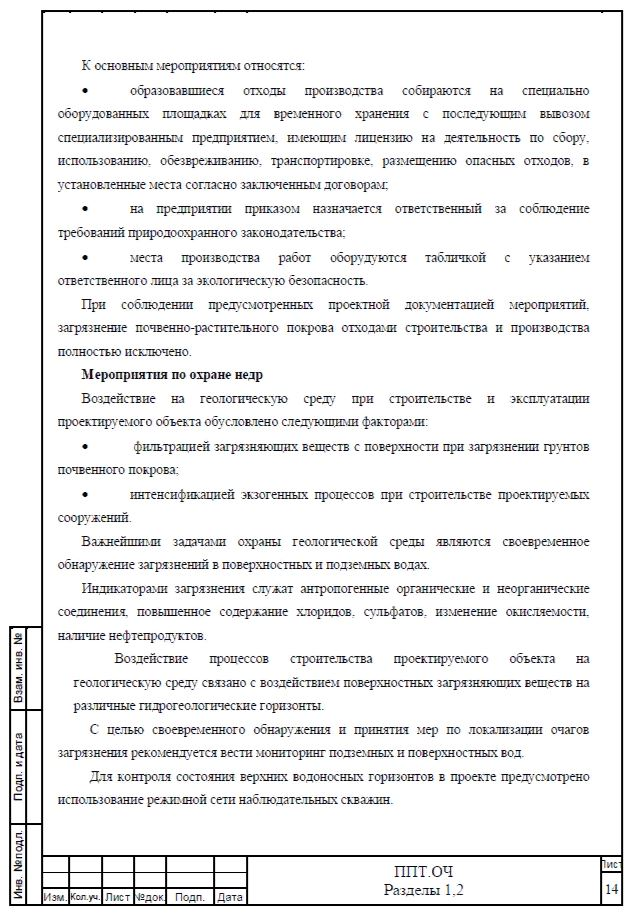 К основным мероприятиям относятся:
• образовавшиеся отходы производства собираются на специально
оборудованных площадках для временного хранения с последующим вывозом
специализированным предприятием, имеющим лицензию на деятельность по сбору,
использованию, обезвреживанию, транспортировке, размещению опасных отходов, в
установленные места согласно заключенным договорам;
• на предприятии приказом назначается ответственный за соблюдение
требований природоохранного законодательства;
• места производства работ оборудуются табличкой с указанием
ответственного лица за экологическую безопасность.
При соблюдении предусмотренных проектной документацией мероприятий,
загрязнение почвенно-растительного покрова отходами строительства и производства
полностью исключено.
Мероприятия по охране недр
Воздействие на геологическую среду при строительстве и эксплуатации
проектируемого объекта обусловлено следующими факторами:
• фильтрацией загрязняющих веществ с поверхности при загрязнении грунтов
почвенного покрова;
• интенсификацией экзогенных процессов при строительстве проектируемых
сооружений.
Важнейшими задачами охраны геологической среды являются своевременное
обнаружение загрязнений в поверхностных и подземных водах.
Индикаторами загрязнения служат антропогенные органические и неорганические
соединения, повышенное содержание хлоридов, сульфатов, изменение окисляемости,
наличие нефтепродуктов.
Воздействие процессов строительства проектируемого объекта на
геологическую среду связано с воздействием поверхностных загрязняющих веществ на
различные гидрогеологические горизонты.
С целью своевременного обнаружения и принятия мер по локализации очагов
загрязнения рекомендуется вести мониторинг подземных и поверхностных вод.
Для контроля состояния верхних водоносных горизонтов в проекте предусмотрено
использование режимной сети наблюдательных скважин.
Взам. инв. №
Подп. и дата
Инв. №подл.
Изм. Кол.уч. Лист №док. Подп. Дата
ППТ.ОЧ
Разделы 1,2
Лист
14